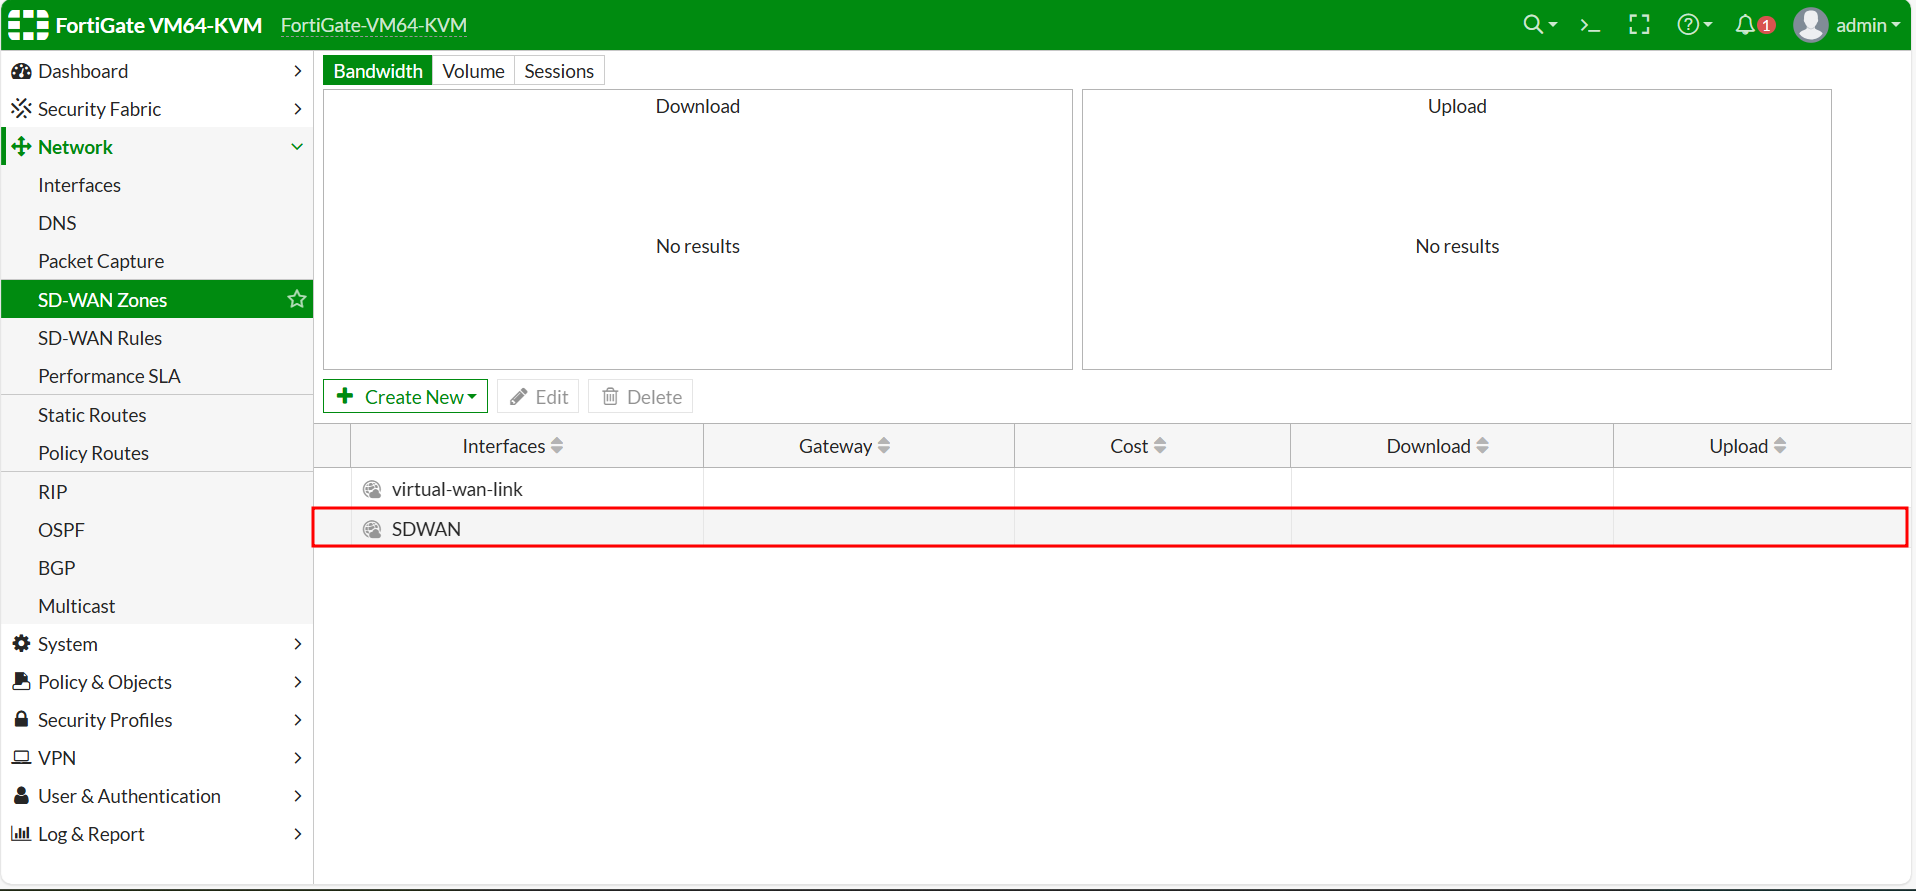 FortiGate VM64-KVM FortiGate-VM64-KVM 1 admin
Dashboard
Security Fabric
Network
Interfaces
DNS
Packet Capture
SD-WAN Zones
SD-WAN Rules
Performance SLA
Static Routes
Policy Routes
RIP
OSPF
BGP
Multicast
System
Policy & Objects
Security Profiles
VPN
User & Authentication
Log & Report
Bandwidth Volume Sessions
Download
No results
Upload
No results
Create New Edit Delete
Interfaces Gateway Cost Download Upload
virtual-wan-link
SDWAN